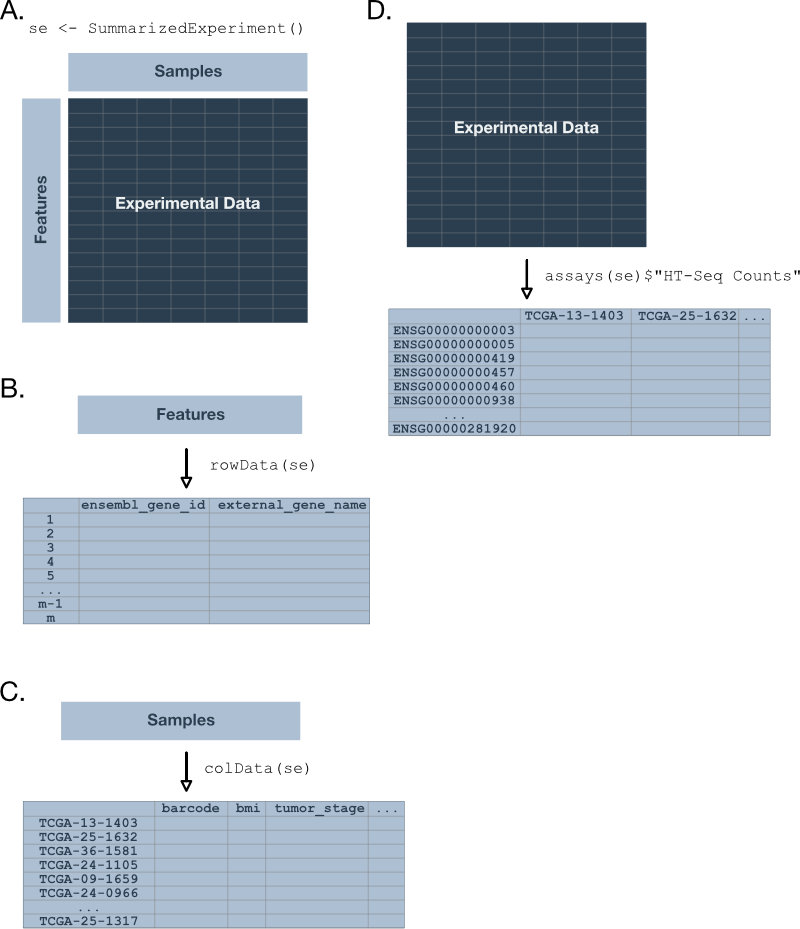 A.
se <- SummarizedExperiment()
Samples
Features
Experimental Data
B.
Features
rowData(se)
ensembl_gene_id external_gene_name
1
2
3
4
5
...
m-1
m
C.
Samples
colData(se)
barcode bmi tumor_stage ...
TCGA-13-1403
TCGA-25-1632
TCGA-36-1581
TCGA-24-1105
TCGA-09-1659
TCGA-24-0966
...
TCGA-25-1317
D.
Experimental Data
assays(se)$"HT-Seq Counts"
TCGA-13-1403 TCGA-25-1632 ...
ENSG00000000003
ENSG00000000005
ENSG00000000419
ENSG00000000457
ENSG00000000460
ENSG00000000938
...
ENSG00000281920